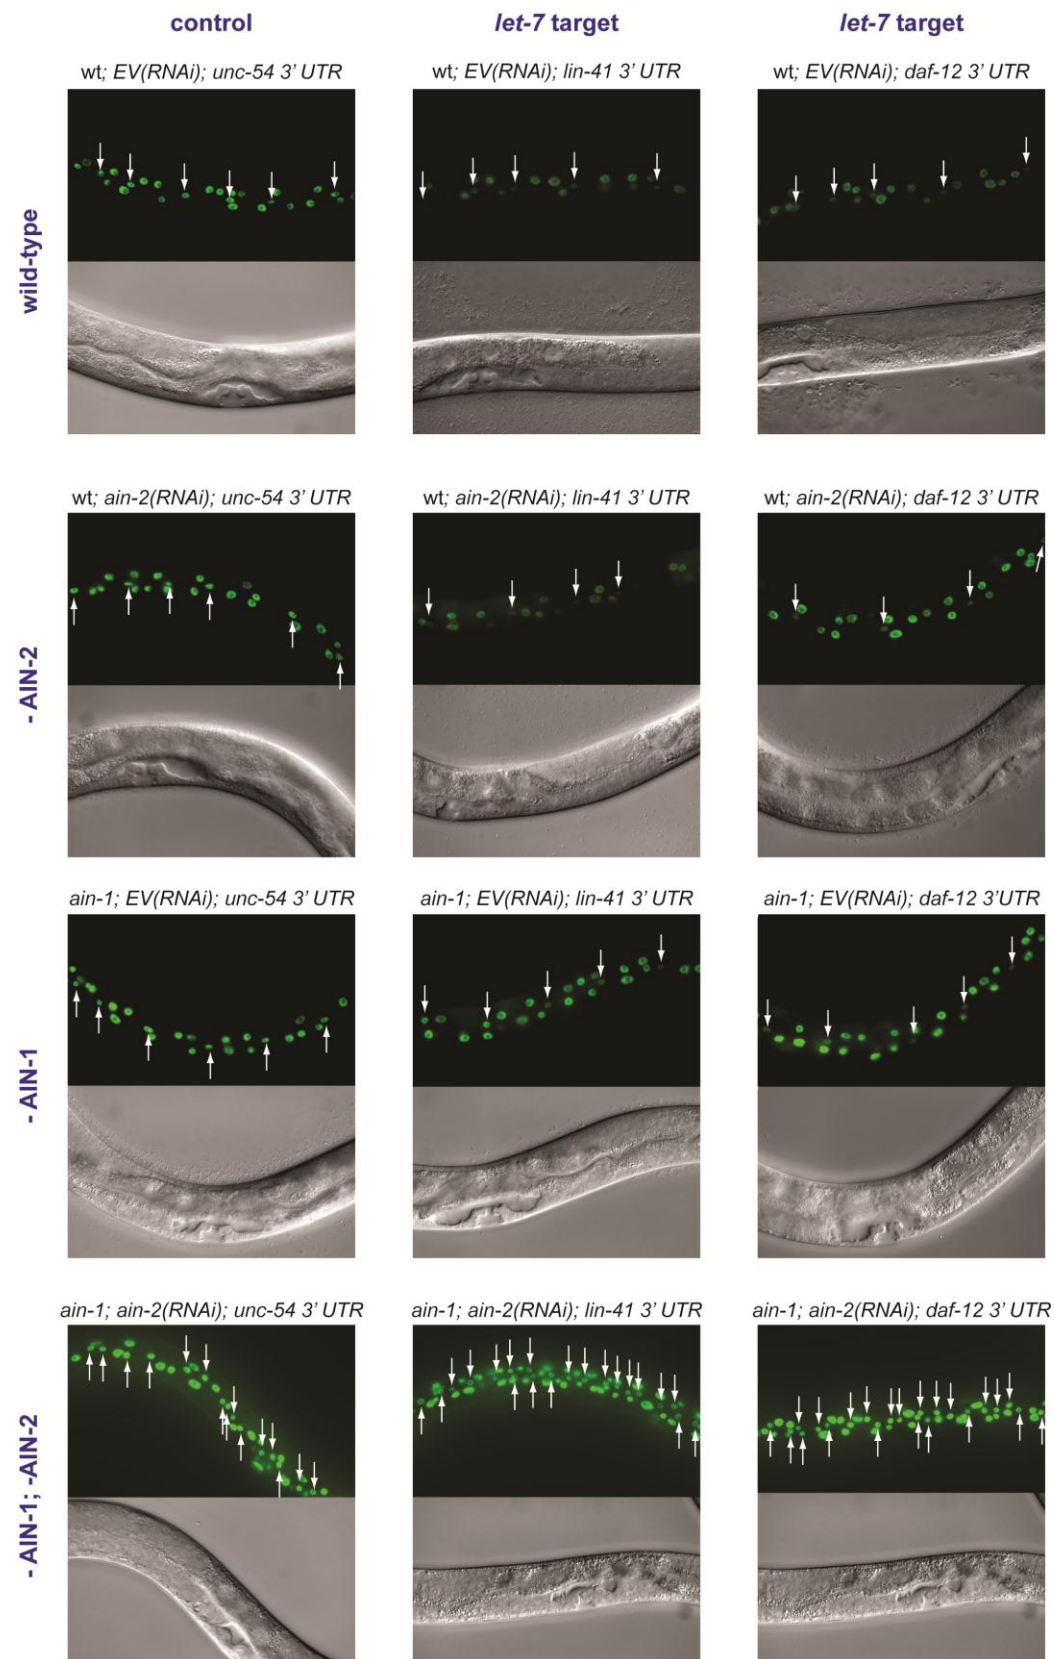 control
let-7 target
let-7 target
wt; EV(RNAi); unc-54 3’ UTR
wt; EV(RNAi); lin-41 3’ UTR
wt; EV(RNAi); daf-12 3’ UTR
wild-type
wt; ain-2(RNAi); unc-54 3’ UTR
wt; ain-2(RNAi); lin-41 3’ UTR
wt; ain-2(RNAi); daf-12 3’ UTR
- AIN-2
ain-1; EV(RNAi); unc-54 3’ UTR
ain-1; EV(RNAi); lin-41 3’ UTR
ain-1; EV(RNAi); daf-12 3’UTR
- AIN-1
ain-1; ain-2(RNAi); unc-54 3’ UTR
ain-1; ain-2(RNAi); lin-41 3’ UTR
ain-1; ain-2(RNAi); daf-12 3’ UTR
- AIN-1; -AIN-2